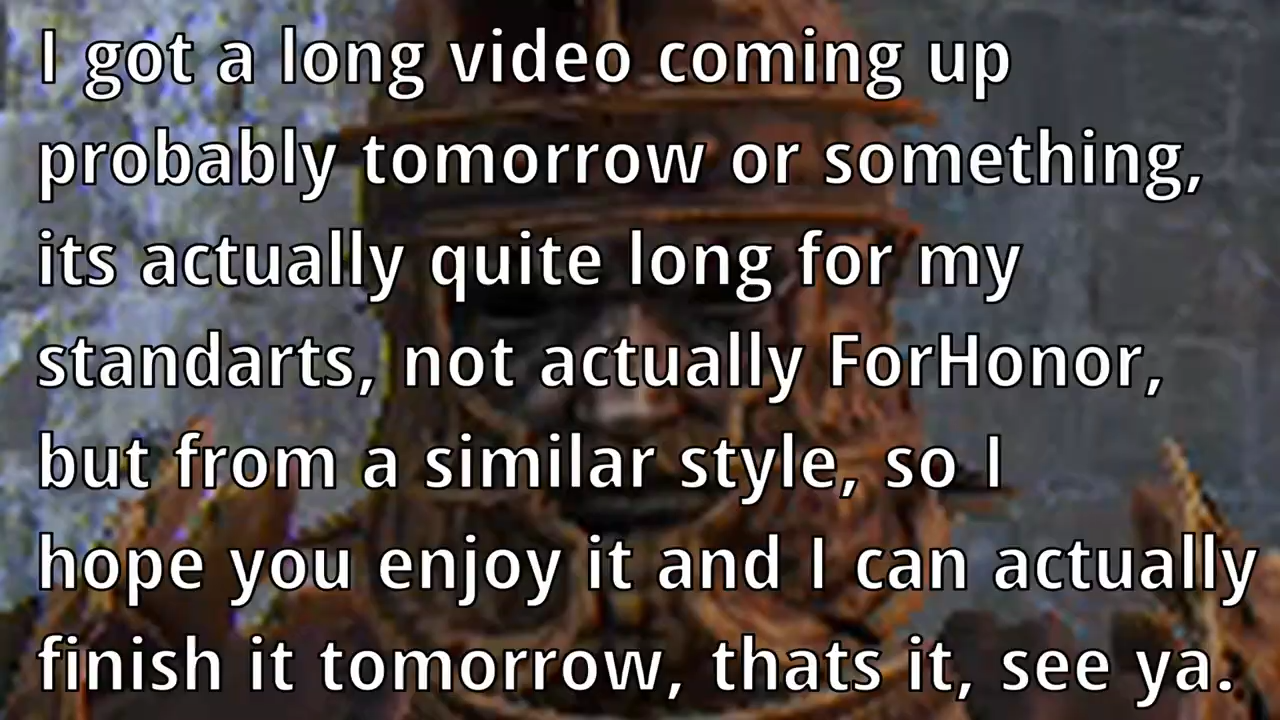 I got a long video coming up
probably tomorrow or something,
its actually quite long for my
standarts, not actually ForHonor,
but from a similar style, so I
hope you enjoy it and I can actually
finish it tomorrow, thats it, see ya.